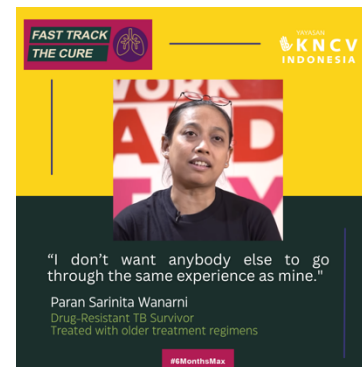 FAST TRACK
THE CURE
YAYASAN
KNCV
INDONESIA
“I don’t want anybody else to go
through the same experience as mine."
Paran Sarinita Wanarni
Drug-Resistant TB Survivor
Treated with older treatment regimens
#6MonthsMax